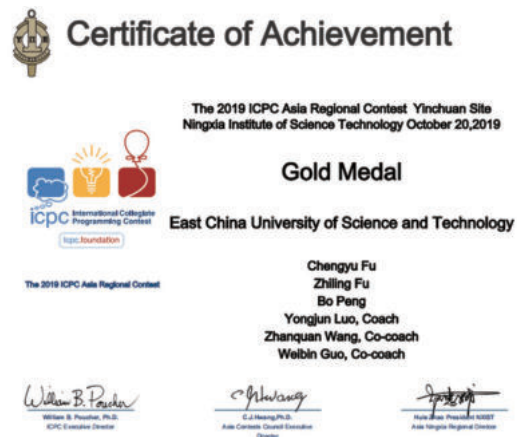 Certificate of Achievement
The 2019 ICPC Asia Regional Contest Yinchuan Site
Ningxia Institute of Science Technology October 20,2019
Gold Medal
icpc International Collegiate
Programming Contest
icpc.foundation
East China University of Science and Technology
The 2019 ICPC Asia Regional Contest
Chengyu Fu
Zhiling Fu
Bo Peng
Yongjun Luo, Coach
Zhanquan Wang, Co-coach
Weibin Guo, Co-coach
William B. Poucher
William B. Poucher, Ph.D.
ICPC Executive Director
C.J.Hwang,Ph.D.
Asia Contests Council Executive
Director
President NXIST
Asia Ningxia Regional Director